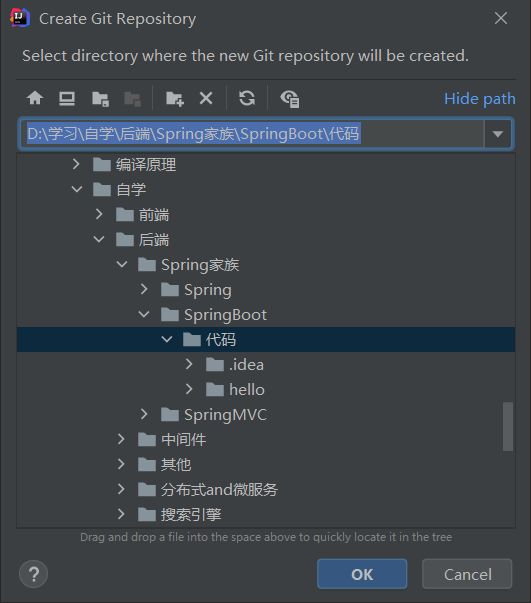 Create Git Repository
Select directory where the new Git repository will be created.
Hide path
D:\学习\自学\后端\Spring家族\SpringBoot\代码
编译原理
自学
前端
后端
Spring家族
Spring
SpringBoot
代码
.idea
hello
SpringMVC
中间件
其他
分布式and微服务
搜索引擎
Drag and drop a file into the space above to quickly locate it in the tree
?
OK
Cancel